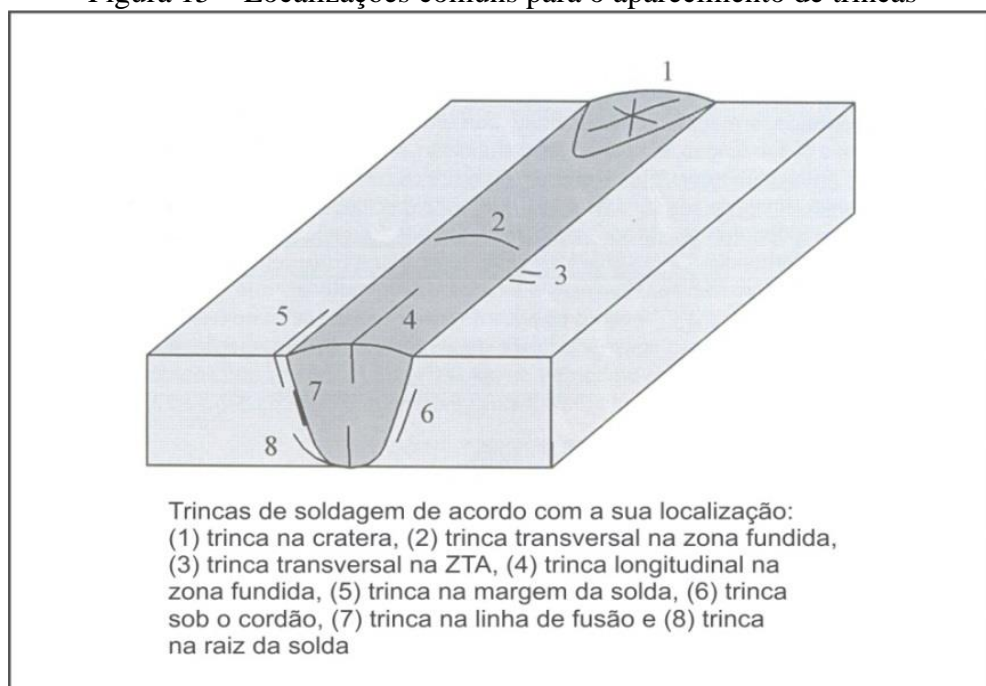 Figura 15 – Localizações comuns para o aparecimento de trincas
1
2
3
5
4
7
6
8
Trincas de soldagem de acordo com a sua localização:
(1) trinca na cratera, (2) trinca transversal na zona fundida,
(3) trinca transversal na ZTA, (4) trinca longitudinal na
zona fundida, (5) trinca na margem da solda, (6) trinca
sob o cordão, (7) trinca na linha de fusão e (8) trinca
na raiz da solda